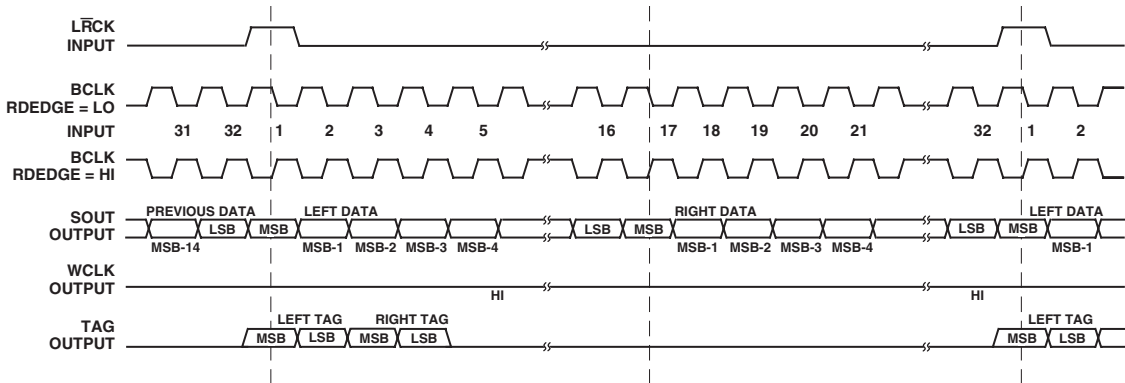 LR̅CK
INPUT
BCLK
RDEDGE = LO
INPUT 31 32 1 2 3 4 5 16 17 18 19 20 21 32 1 2
BCLK
RDEDGE = HI
PREVIOUS DATA LEFT DATA RIGHT DATA LEFT DATA
SOUT
OUTPUT LSB MSB LSB MSB LSB MSB
MSB-14 MSB-1 MSB-2 MSB-3 MSB-4 MSB-1 MSB-2 MSB-3 MSB-4 MSB-1
WCLK
OUTPUT
HI HI
LEFT TAG RIGHT TAG LEFT TAG
TAG
OUTPUT MSB LSB MSB LSB MSB LSB